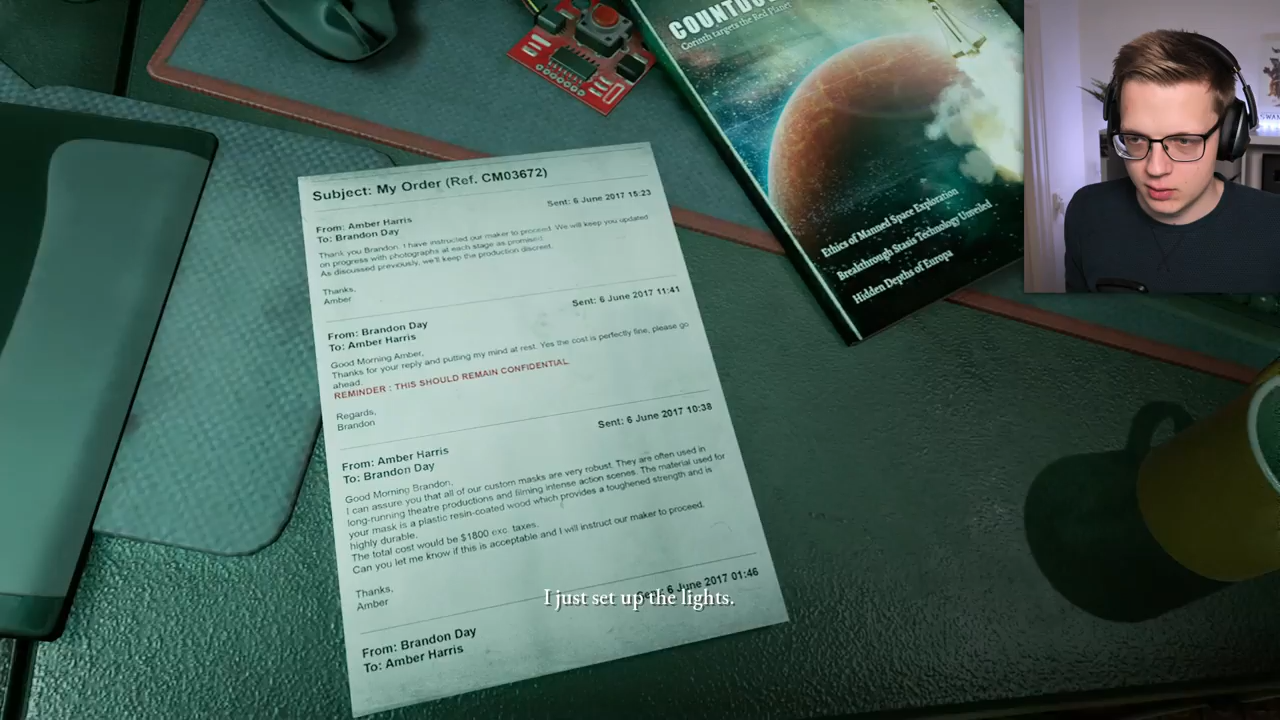 COUNTDO
Corinth targets the Red Planet
Ethics of Manned Space Exploration
Breakthrough Stasis Technology Unveiled
Hidden Depths of Europa
Subject: My Order (Ref. CM03672)
Sent: 6 June 2017 15:23
From: Amber Harris
To: Brandon Day
Thank you Brandon. I have instructed our maker to proceed. We will keep you updated
on progress with photographs at each stage as promised.
As discussed previously, we'll keep the production discreet.
Thanks,
Amber
Sent: 6 June 2017 11:41
From: Brandon Day
To: Amber Harris
Good Morning Amber,
Thanks for your reply and putting my mind at rest. Yes the cost is perfectly fine, please go
ahead.
REMINDER : THIS SHOULD REMAIN CONFIDENTIAL
Regards,
Brandon
Sent: 6 June 2017 10:38
From: Amber Harris
To: Brandon Day
Good Morning Brandon,
I can assure you that all of our custom masks are very robust. They are often used in
long-running theatre productions and filming intense action scenes. The material used for
your mask is a plastic resin-coated wood which provides a toughened strength and is
highly durable.
The total cost would be $1800 exc. taxes.
Can you let me know if this is acceptable and I will instruct our maker to proceed.
Thanks,
Amber
Sent: 6 June 2017 01:46
From: Brandon Day
To: Amber Harris
I just set up the lights.